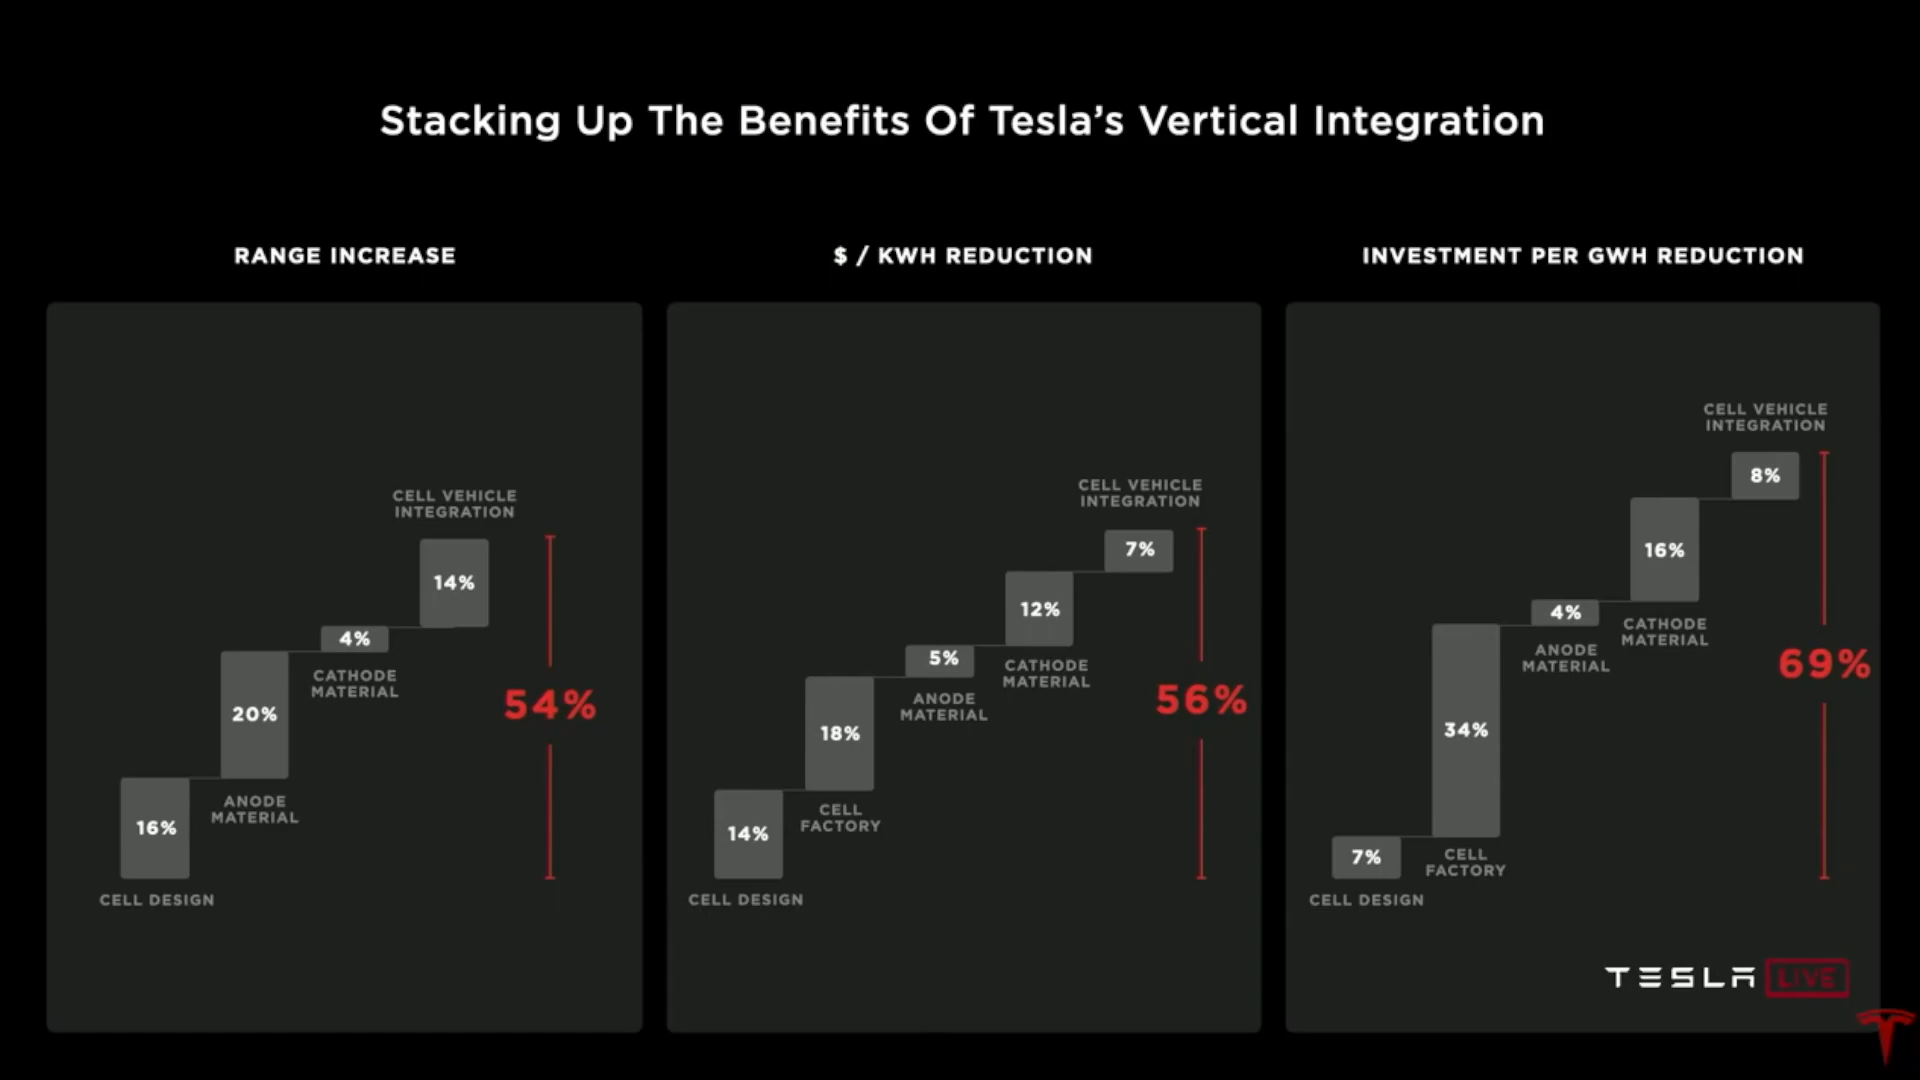 Stacking Up The Benefits Of Tesla's Vertical Integration
RANGE INCREASE
CELL VEHICLE
INTEGRATION
14%
4%
CATHODE
MATERIAL
20%
ANODE
MATERIAL
16%
CELL DESIGN
54%
$ / KWH REDUCTION
CELL VEHICLE
INTEGRATION
7%
12%
CATHODE
MATERIAL
5%
ANODE
MATERIAL
18%
CELL
FACTORY
14%
CELL DESIGN
56%
INVESTMENT PER GWH REDUCTION
CELL VEHICLE
INTEGRATION
8%
16%
CATHODE
MATERIAL
4%
ANODE
MATERIAL
34%
CELL
FACTORY
7%
CELL DESIGN
69%
TESLA LIVE